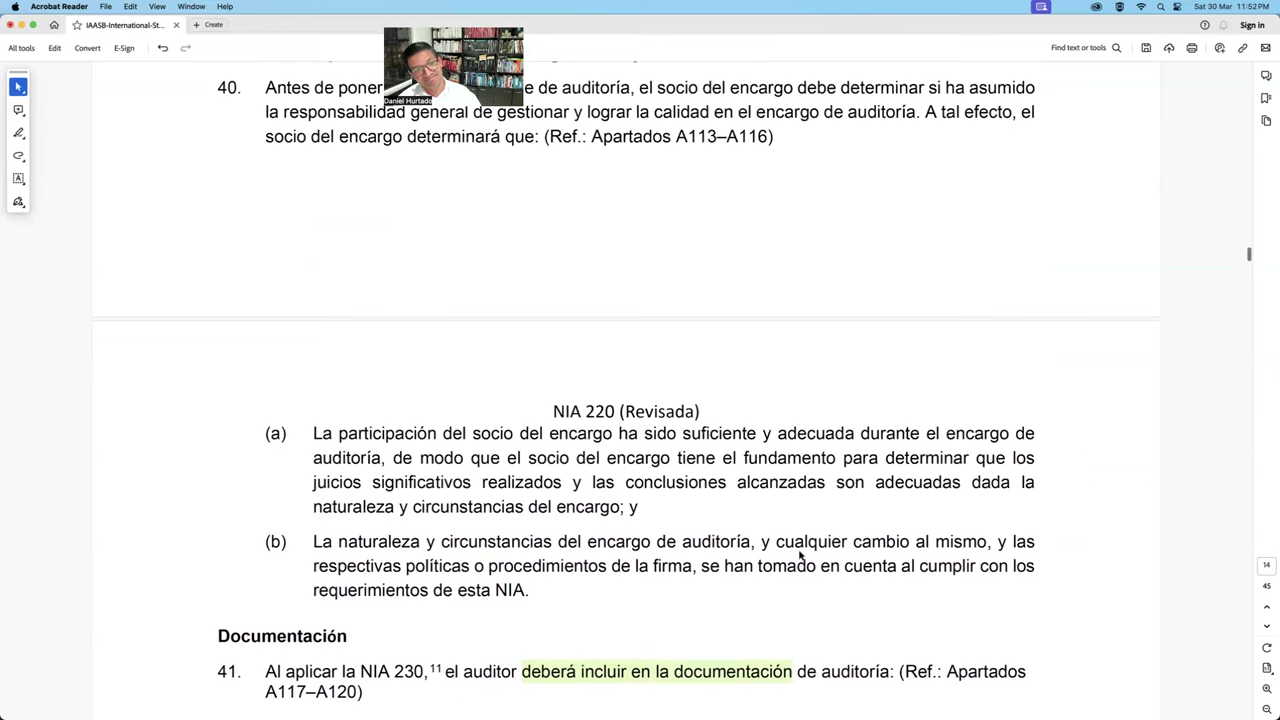 Acrobat Reader File Edit View Window Help Sat 30 Mar 11:52 PM
IAASB-International-St... Create Sign in
All tools Edit Convert E-Sign Find text or tools
Daniel Hurtado
40. Antes de poner e de auditoría, el socio del encargo debe determinar si ha asumido
la responsabilidad general de gestionar y lograr la calidad en el encargo de auditoría. A tal efecto, el
socio del encargo determinará que: (Ref.: Apartados A113–A116)
NIA 220 (Revisada)
(a) La participación del socio del encargo ha sido suficiente y adecuada durante el encargo de
auditoría, de modo que el socio del encargo tiene el fundamento para determinar que los
juicios significativos realizados y las conclusiones alcanzadas son adecuadas dada la
naturaleza y circunstancias del encargo; y
(b) La naturaleza y circunstancias del encargo de auditoría, y cualquier cambio al mismo, y las
respectivas políticas o procedimientos de la firma, se han tomado en cuenta al cumplir con los
requerimientos de esta NIA.
14
45
Documentación
41. Al aplicar la NIA 230,11 el auditor deberá incluir en la documentación de auditoría: (Ref.: Apartados
A117–A120)